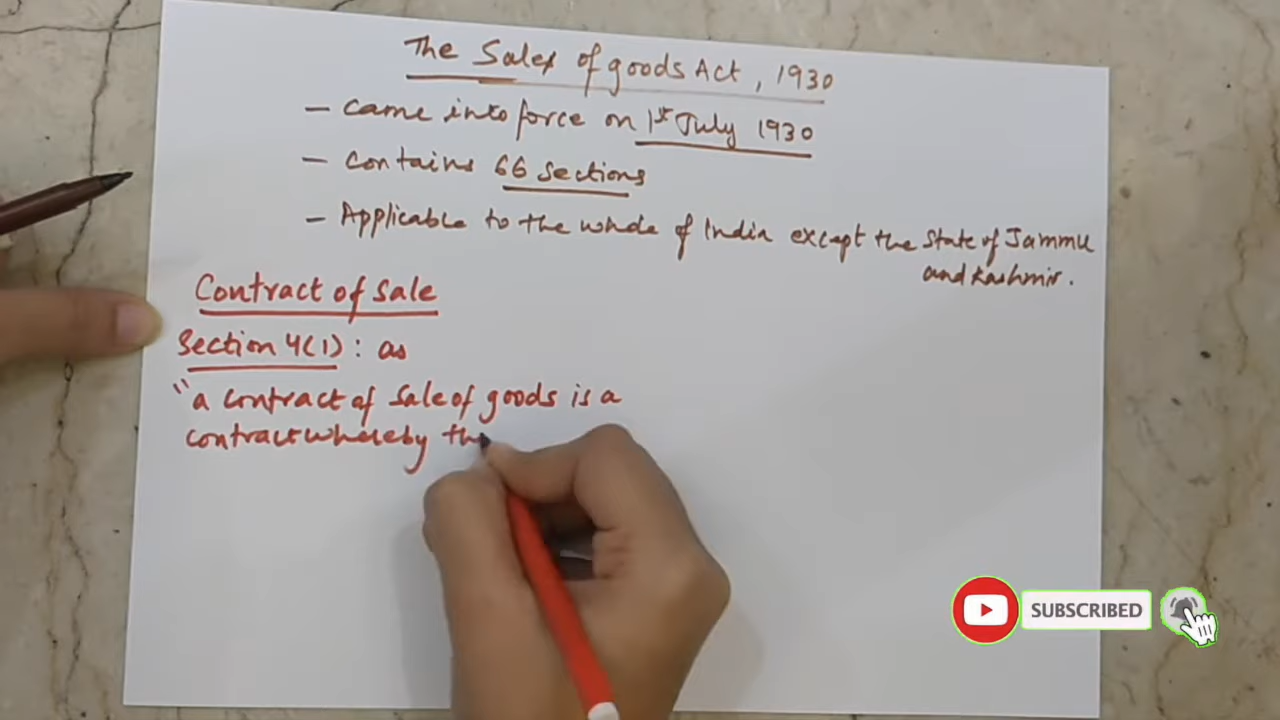 The Sale of goods Act, 1930
- came into force on 1st July 1930
- contains 66 sections
- Applicable to the whole of India except the State of Jammu
and Kashmir.
Contract of Sale
Section 4(1) : as
"a contract of Sale of goods is a
contract whereby the
SUBSCRIBED